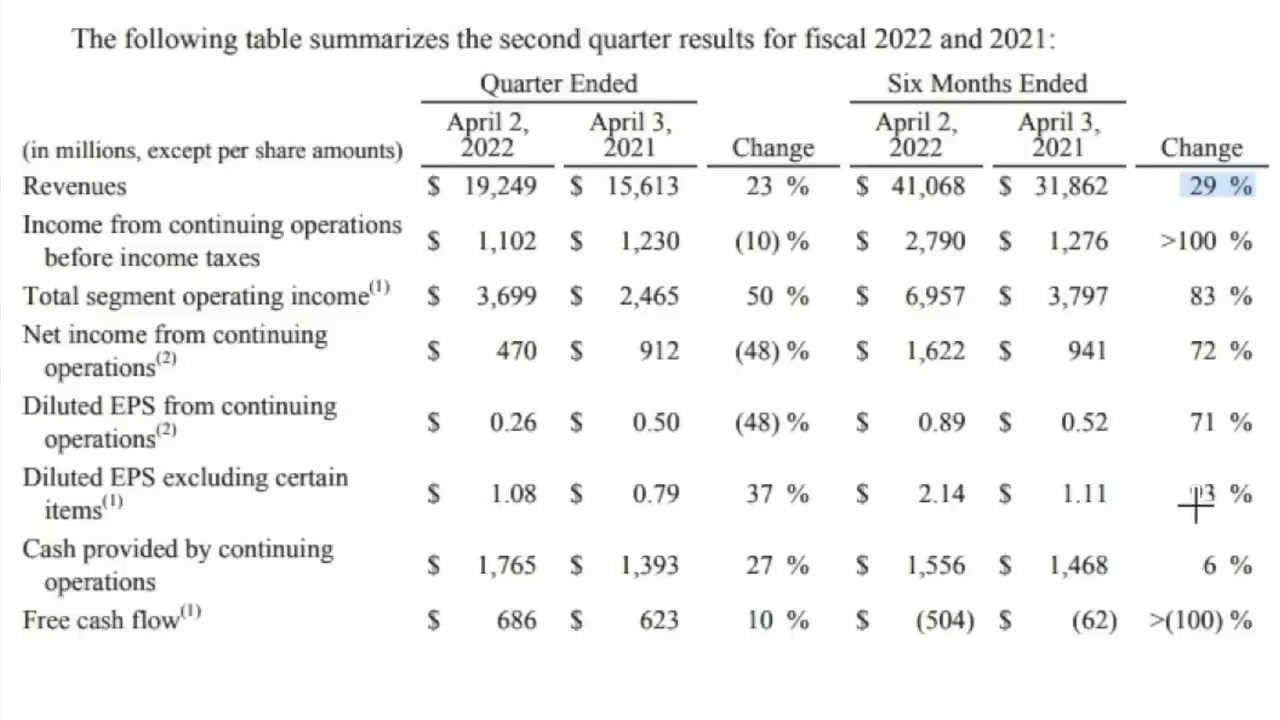 The following table summarizes the second quarter results for fiscal 2022 and 2021:
Quarter Ended Six Months Ended
April 2, April 3, April 2, April 3,
(in millions, except per share amounts) 2022 2021 Change 2022 2021 Change
Revenues $ 19,249 $ 15,613 23 % $ 41,068 $ 31,862 29 %
Income from continuing operations
before income taxes $ 1,102 $ 1,230 (10) % $ 2,790 $ 1,276 >100 %
Total segment operating income(1) $ 3,699 $ 2,465 50 % $ 6,957 $ 3,797 83 %
Net income from continuing
operations(2) $ 470 $ 912 (48) % $ 1,622 $ 941 72 %
Diluted EPS from continuing
operations(2) $ 0.26 $ 0.50 (48) % $ 0.89 $ 0.52 71 %
Diluted EPS excluding certain
items(1) $ 1.08 $ 0.79 37 % $ 2.14 $ 1.11 %
Cash provided by continuing
operations $ 1,765 $ 1,393 27 % $ 1,556 $ 1,468 6 %
Free cash flow(1) $ 686 $ 623 10 % $ (504) $ (62) >(100) %